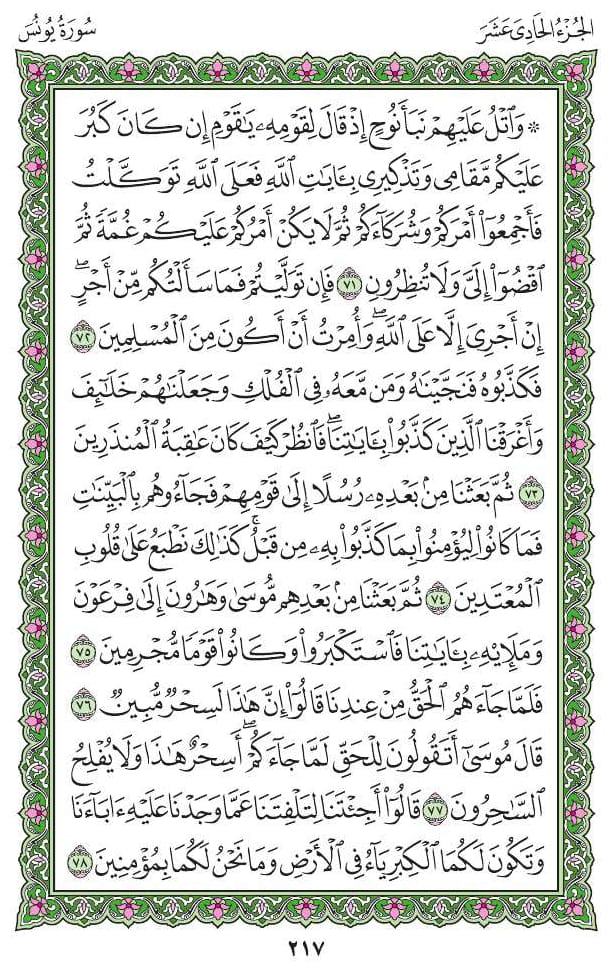 الجُزْءُ الحَادِي عَشَرَ
سُورَةُ يُونُسَ
۞ وَٱتۡلُ عَلَيۡهِمۡ نَبَأَ نُوحٍ إِذۡ قَالَ لِقَوۡمِهِۦ يَٰقَوۡمِ إِن كَانَ كَبُرَ
عَلَيۡكُم مَّقَامِي وَتَذۡكِيرِي بِـَٔايَٰتِ ٱللَّهِ فَعَلَى ٱللَّهِ تَوَكَّلۡتُ
فَأَجۡمِعُوٓاْ أَمۡرَكُمۡ وَشُرَكَآءَكُمۡ ثُمَّ لَا يَكُنۡ أَمۡرُكُمۡ عَلَيۡكُمۡ غُمَّةٗ ثُمَّ
ٱقۡضُوٓاْ إِلَيَّ وَلَا تُنظِرُونِ ٧١ فَإِن تَوَلَّيۡتُمۡ فَمَا سَأَلۡتُكُم مِّنۡ أَجۡرٍۖ
إِنۡ أَجۡرِيَ إِلَّا عَلَى ٱللَّهِۖ وَأُمِرۡتُ أَنۡ أَكُونَ مِنَ ٱلۡمُسۡلِمِينَ ٧٢
فَكَذَّبُوهُ فَنَجَّيۡنَٰهُ وَمَن مَّعَهُۥ فِي ٱلۡفُلۡكِ وَجَعَلۡنَٰهُمۡ خَلَٰٓئِفَ
وَأَغۡرَقۡنَا ٱلَّذِينَ كَذَّبُواْ بِـَٔايَٰتِنَاۖ فَٱنظُرۡ كَيۡفَ كَانَ عَٰقِبَةُ ٱلۡمُنذَرِينَ
٧٣ ثُمَّ بَعَثۡنَا مِنۢ بَعۡدِهِۦ رُسُلًا إِلَىٰ قَوۡمِهِمۡ فَجَآءُوهُم بِٱلۡبَيِّنَٰتِ
فَمَا كَانُواْ لِيُؤۡمِنُواْ بِمَا كَذَّبُواْ بِهِۦ مِن قَبۡلُۚ كَذَٰلِكَ نَطۡبَعُ عَلَىٰ قُلُوبِ
ٱلۡمُعۡتَدِينَ ٧٤ ثُمَّ بَعَثۡنَا مِنۢ بَعۡدِهِم مُّوسَىٰ وَهَٰرُونَ إِلَىٰ فِرۡعَوۡنَ
وَمَلَإِيْهِۦ بِـَٔايَٰتِنَا فَٱسۡتَكۡبَرُواْ وَكَانُواْ قَوۡمٗا مُّجۡرِمِينَ ٧٥
فَلَمَّا جَآءَهُمُ ٱلۡحَقُّ مِنۡ عِندِنَا قَالُوٓاْ إِنَّ هَٰذَا لَسِحۡرٞ مُّبِينٞ ٧٦
قَالَ مُوسَىٰٓ أَتَقُولُونَ لِلۡحَقِّ لَمَّا جَآءَكُمۡۖ أَسِحۡرٌ هَٰذَا وَلَا يُفۡلِحُ
ٱلسَّٰحِرُونَ ٧٧ قَالُوٓاْ أَجِئۡتَنَا لِتَلۡفِتَنَا عَمَّا وَجَدۡنَا عَلَيۡهِ ءَابَآءَنَا
وَتَكُونَ لَكُمَا ٱلۡكِبۡرِيَآءُ فِي ٱلۡأَرۡضِ وَمَا نَحۡنُ لَكُمَا بِمُؤۡمِنِينَ ٧٨
٢١٧